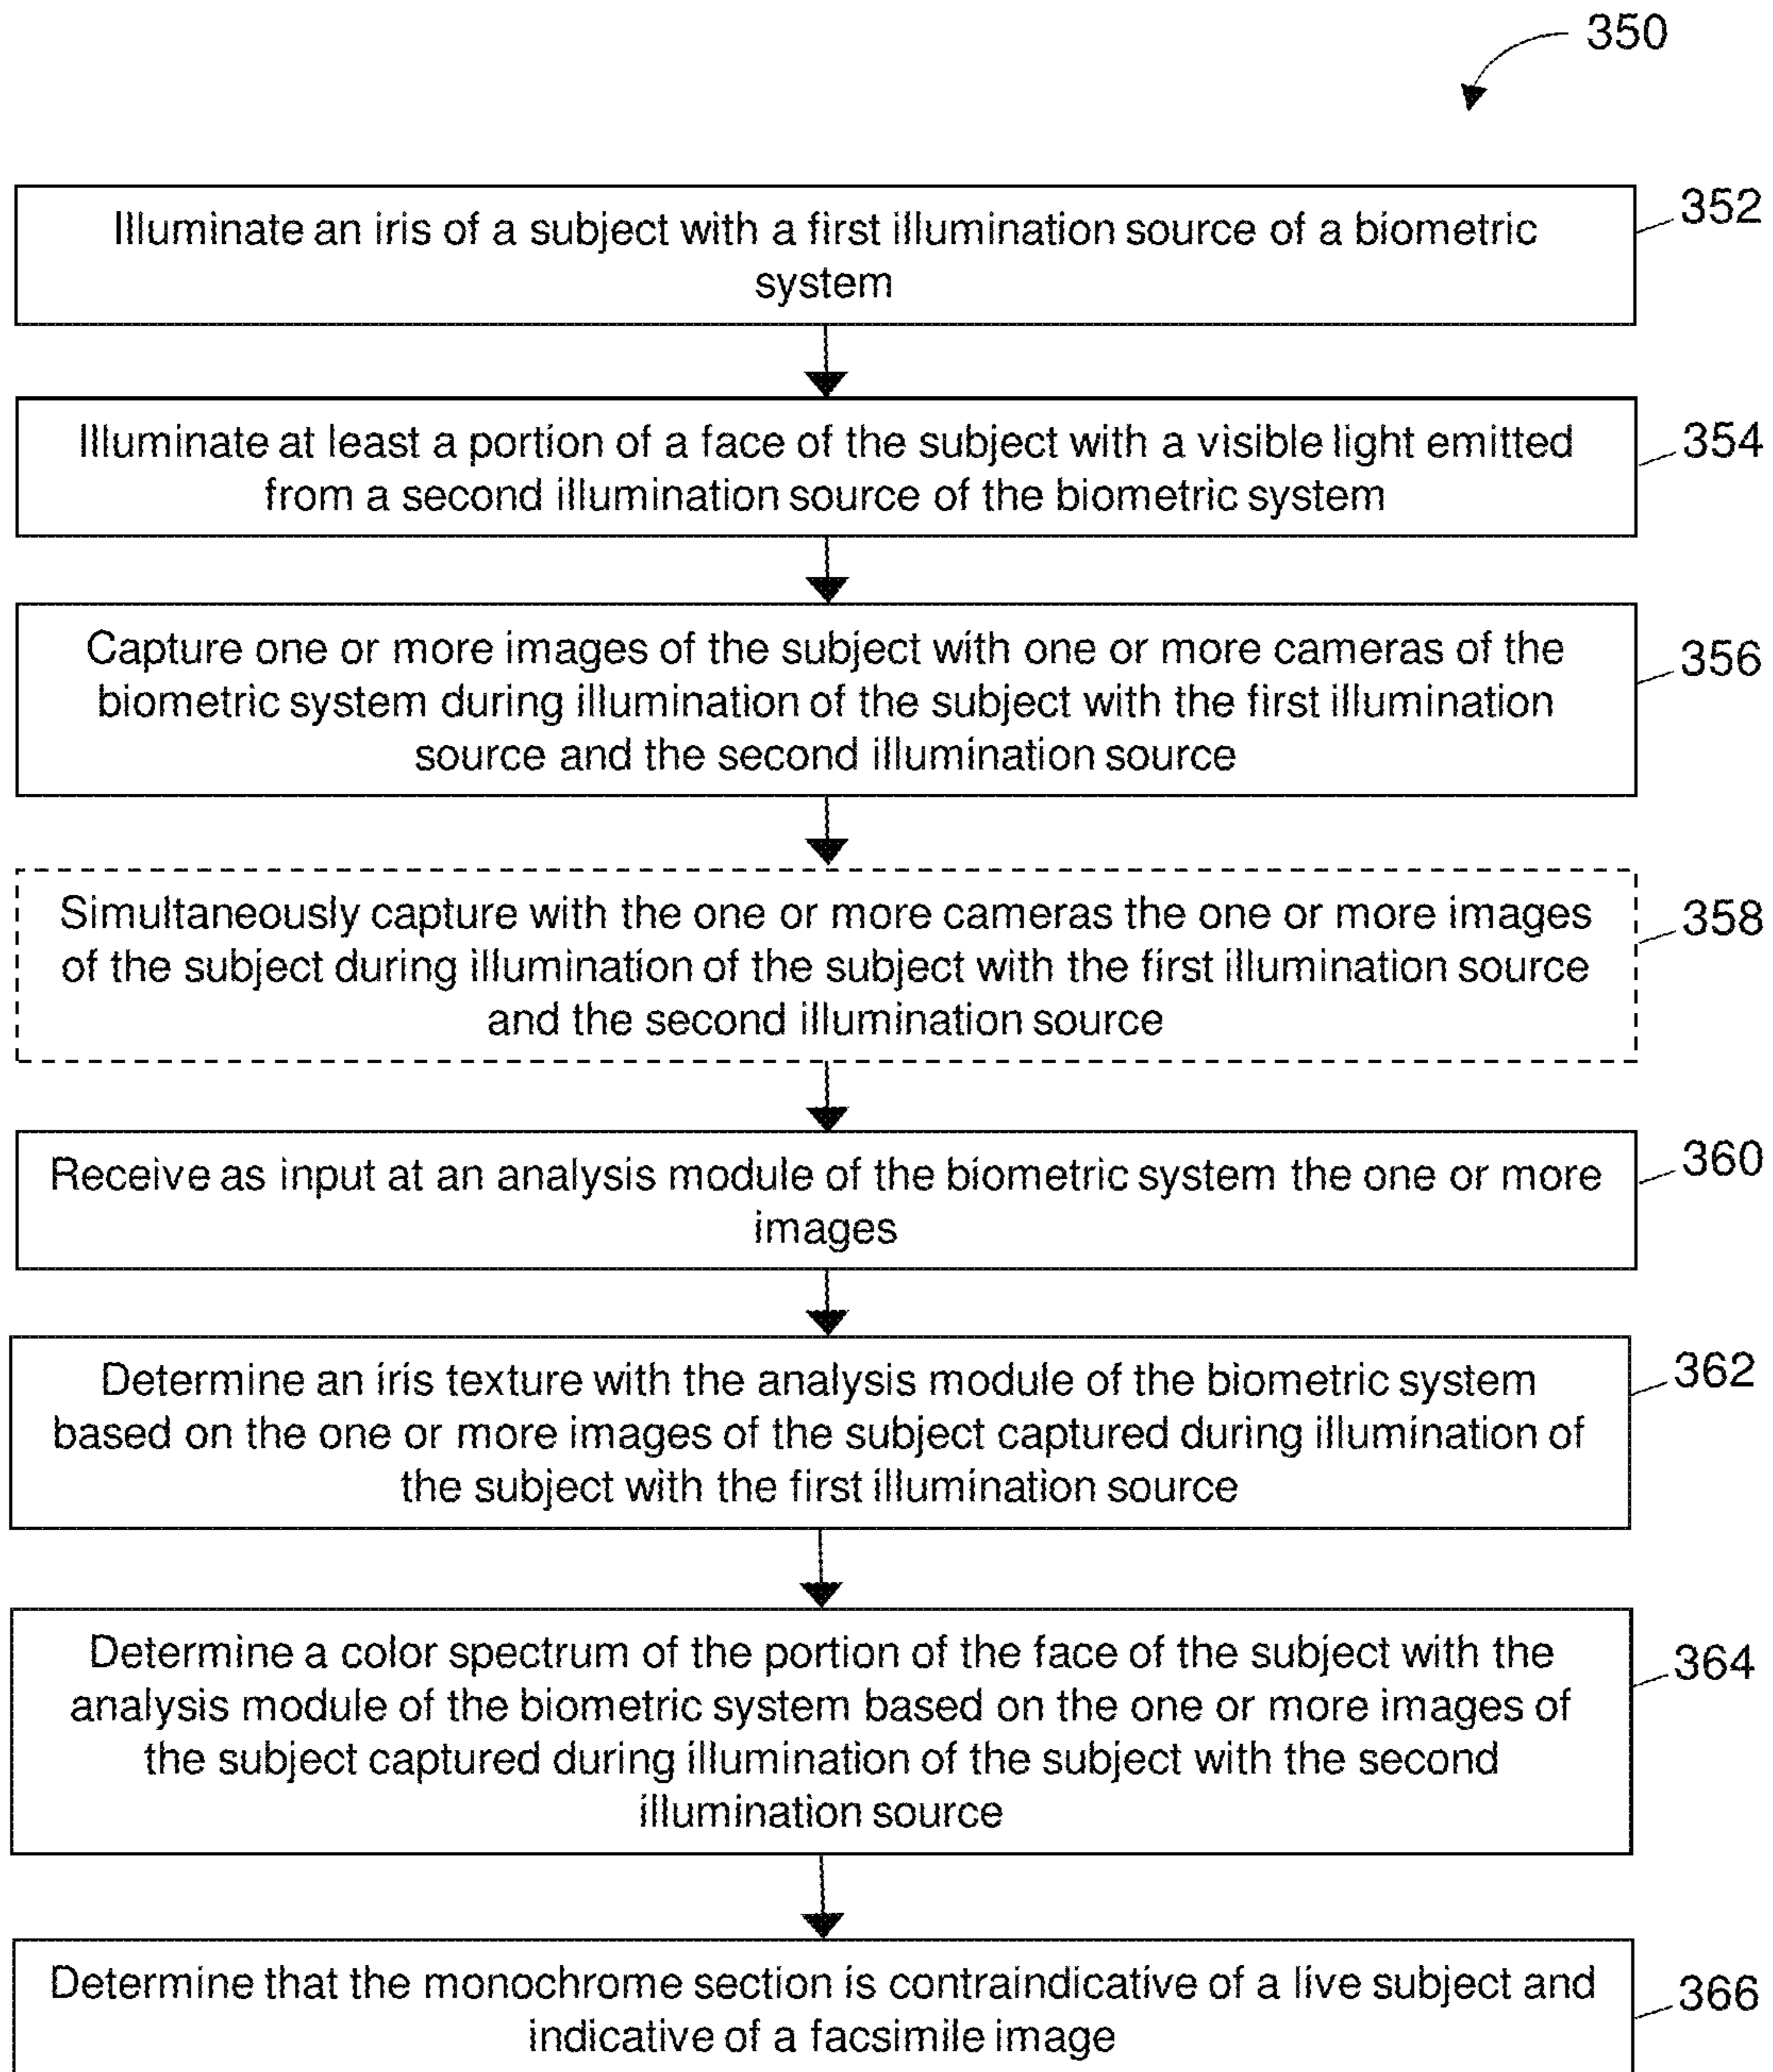 350
Illuminate an iris of a subject with a first illumination source of a biometric
system
352
Illuminate at least a portion of a face of the subject with a visible light emitted
from a second illumination source of the biometric system
354
Capture one or more images of the subject with one or more cameras of the
biometric system during illumination of the subject with the first illumination
source and the second illumination source
356
Simultaneously capture with the one or more cameras the one or more images
of the subject during illumination of the subject with the first illumination source
and the second illumination source
358
Receive as input at an analysis module of the biometric system the one or more
images
360
Determine an iris texture with the analysis module of the biometric system
based on the one or more images of the subject captured during illumination of
the subject with the first illumination source
362
Determine a color spectrum of the portion of the face of the subject with the
analysis module of the biometric system based on the one or more images of
the subject captured during illumination of the subject with the second
illumination source
364
Determine that the monochrome section is contraindicative of a live subject and
indicative of a facsimile image
366